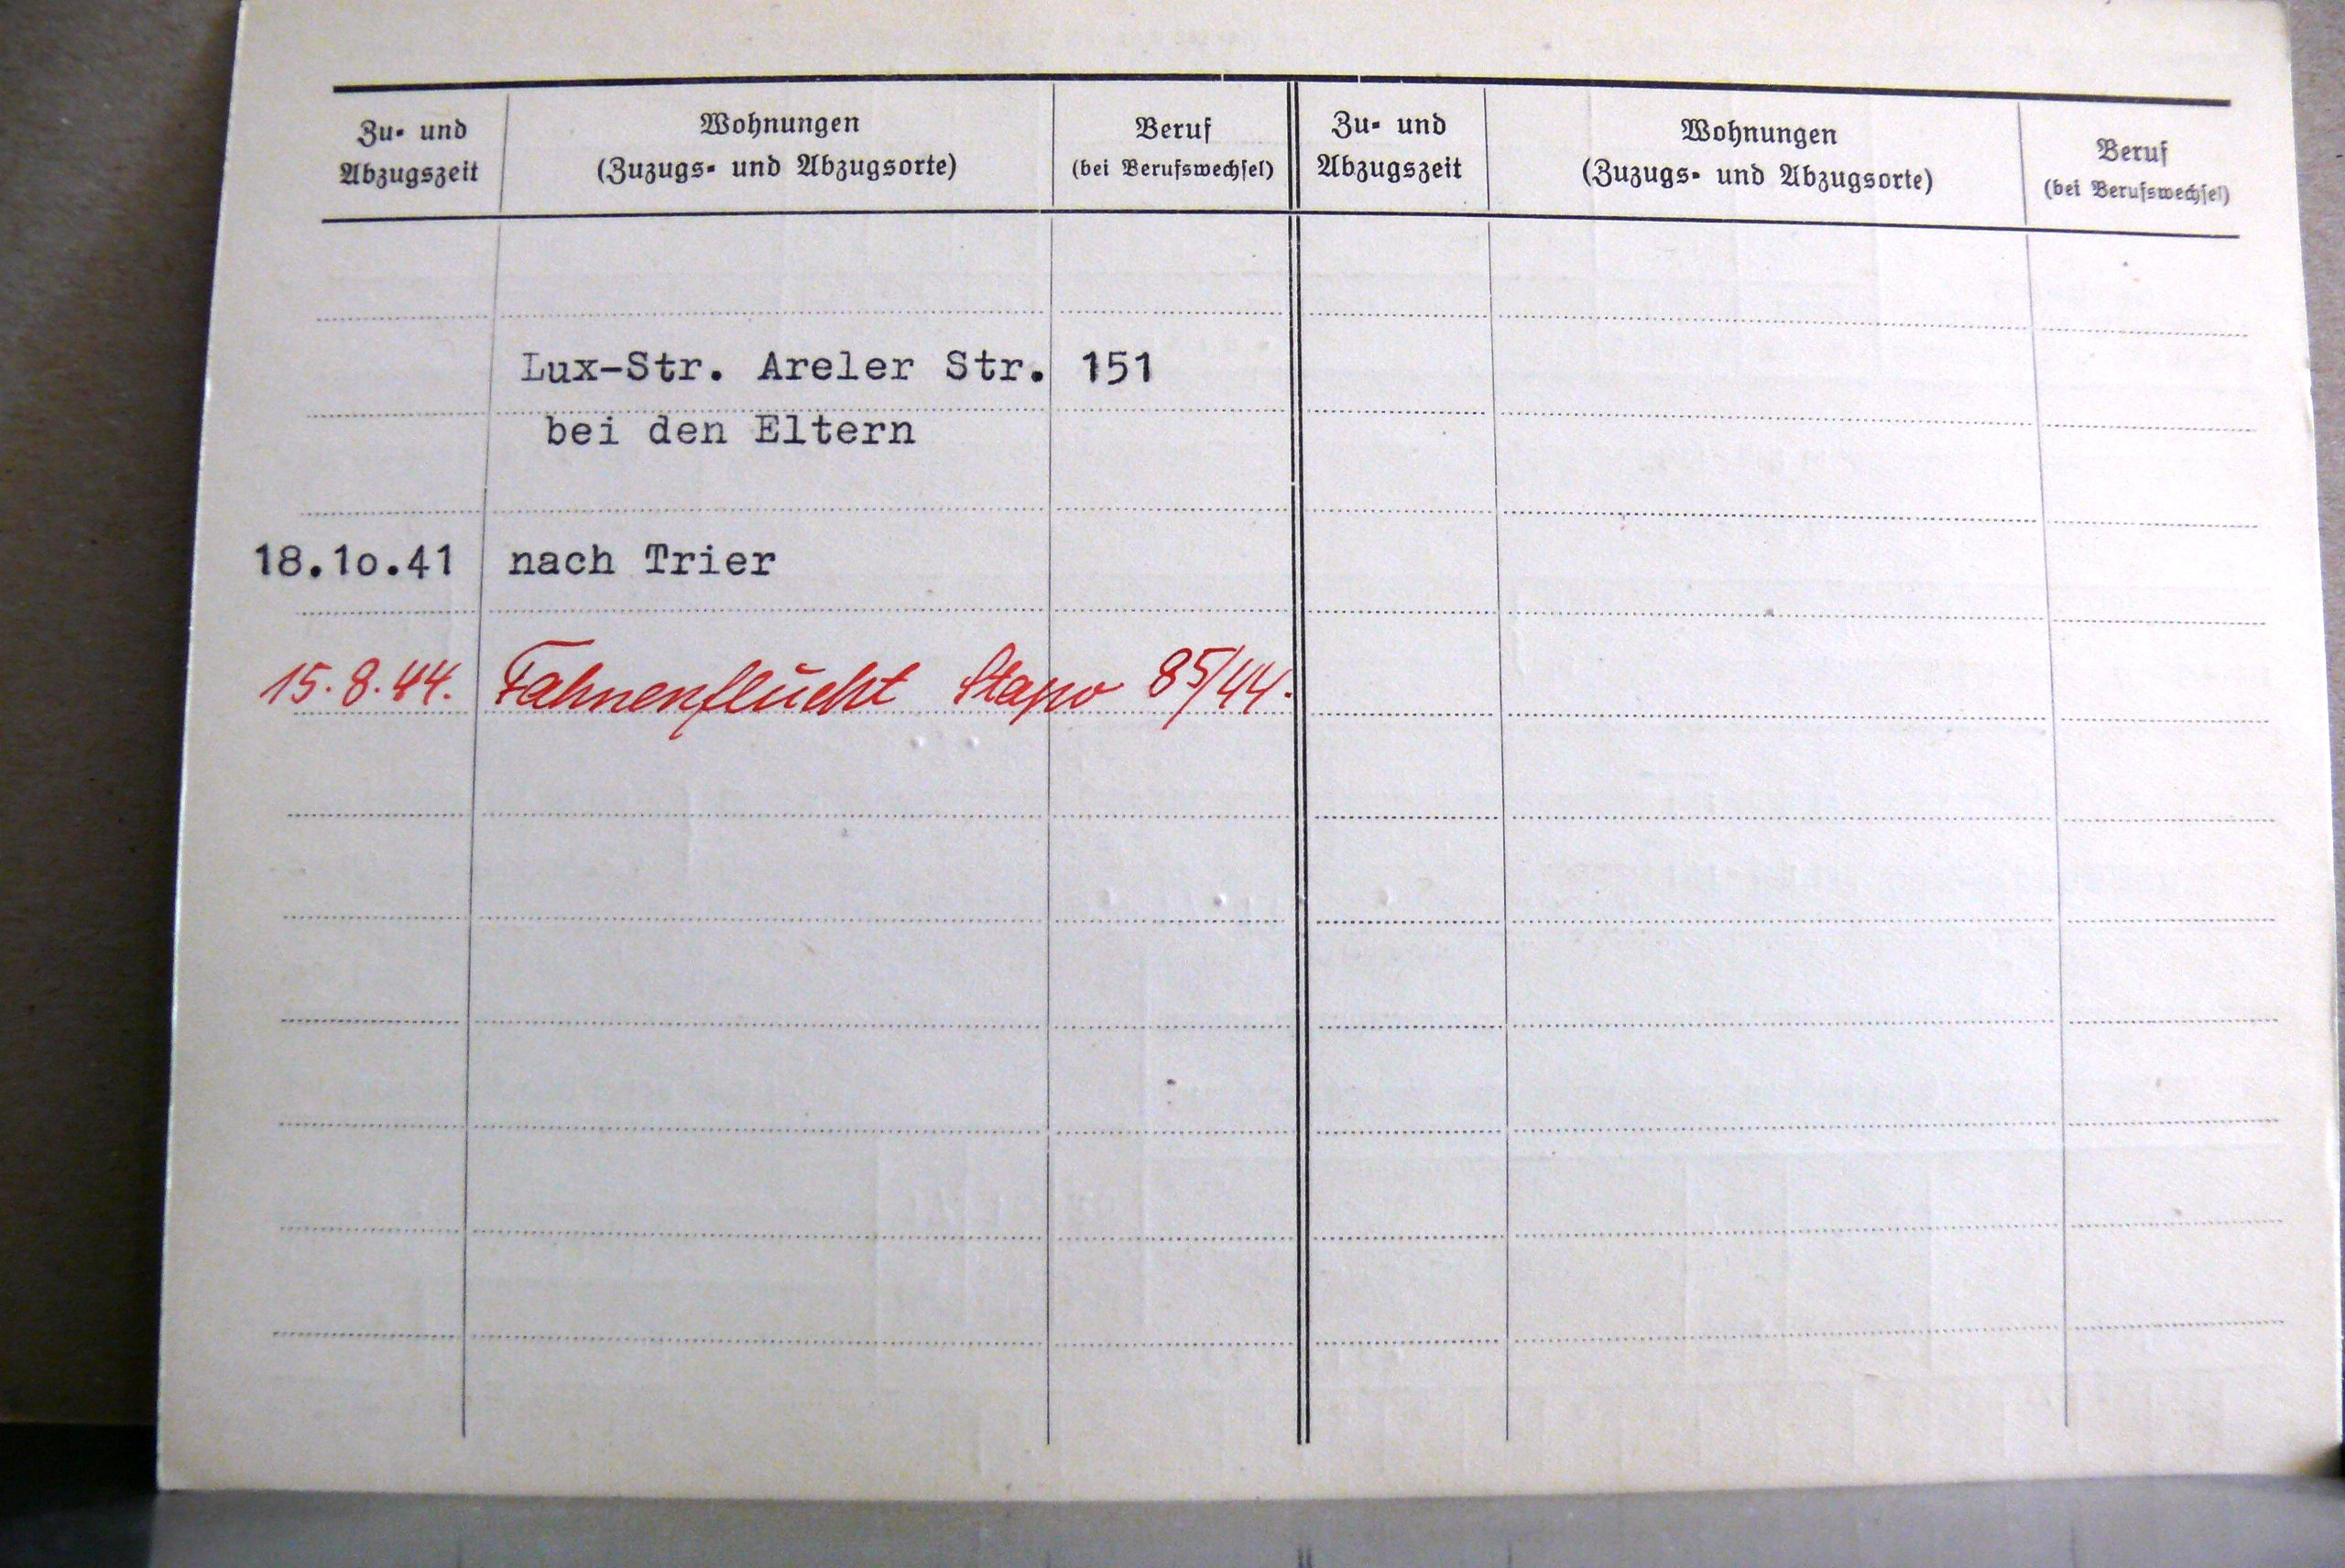 Zu- und
Abzugszeit
Wohnungen
(Zuzugs- und Abzugsorte)
Beruf
(bei Berufswechsel)
Zu- und
Abzugszeit
Wohnungen
(Zuzugs- und Abzugsorte)
Beruf
(bei Berufswechsel)
Lux-Str. Areler Str. 151
bei den Eltern
18.1o.41 nach Trier
15.8.44. Fahnenflucht Stapo 85/44.